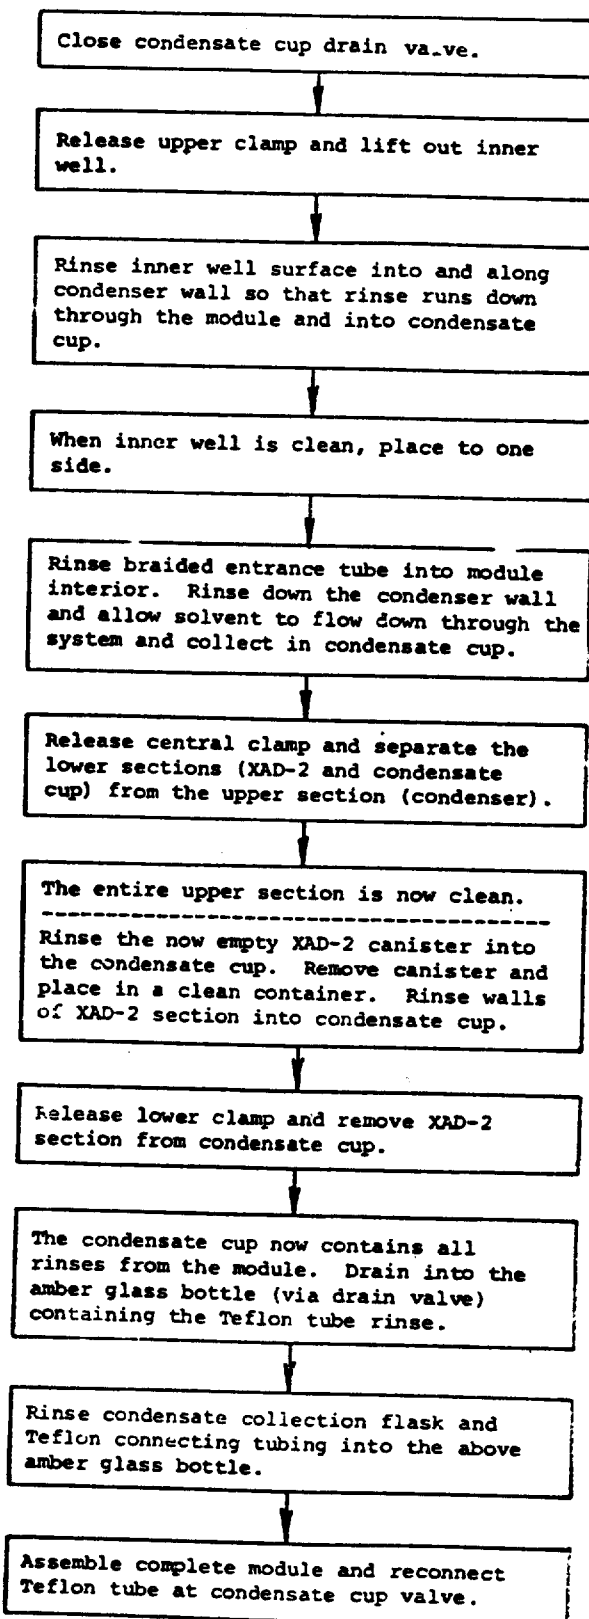 Close condensate cup drain valve.
Release upper clamp and lift out inner
well.
Rinse inner well surface into and along
condenser wall so that rinse runs down
through the module and into condensate
cup.
When inner well is clean, place to one
side.
Rinse braided entrance tube into module
interior. Rinse down the condenser wall
and allow solvent to flow down through the
system and collect in condensate cup.
Release central clamp and separate the
lower sections (XAD-2 and condensate
cup) from the upper section (condenser).
The entire upper section is now clean.
Rinse the now empty XAD-2 canister into
the condensate cup. Remove canister and
place in a clean container. Rinse walls
of XAD-2 section into condensate cup.
Release lower clamp and remove XAD-2
section from condensate cup.
The condensate cup now contains all
rinses from the module. Drain into the
amber glass bottle (via drain valve)
containing the Teflon tube rinse.
Rinse condensate collection flask and
Teflon connecting tubing into the above
amber glass bottle.
Assemble complete module and reconnect
Teflon tube at condensate cup valve.